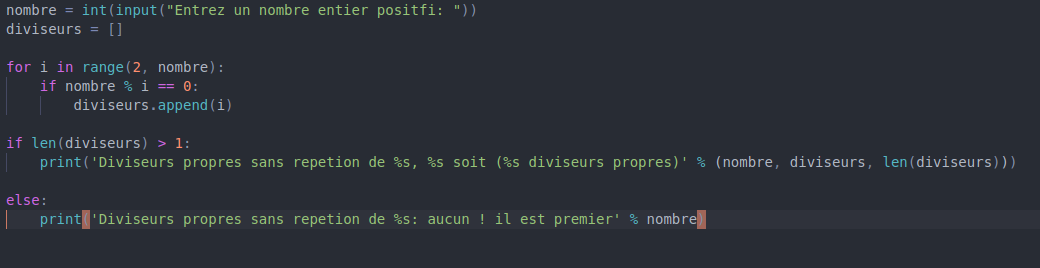 nombre = int(input("Entrez un nombre entier positfi: "))
diviseurs = []
for i in range(2, nombre):
    if nombre % i == 0:
        diviseurs.append(i)
if len(diviseurs) > 1:
    print('Diviseurs propres sans repetion de %s, %s soit (%s diviseurs propres)' % (nombre, diviseurs, len(diviseurs)))
else:
    print('Diviseurs propres sans repetion de %s: aucun ! il est premier' % nombre)